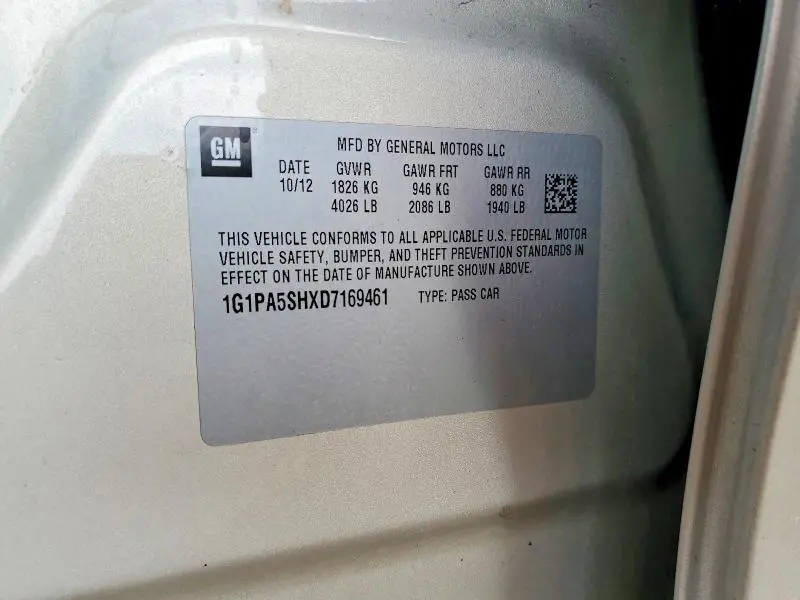 GM
MFD BY GENERAL MOTORS LLC
DATE GVWR GAWR FRT GAWR RR
10/12 1826 KG 946 KG 880 KG
4026 LB 2086 LB 1940 LB
THIS VEHICLE CONFORMS TO ALL APPLICABLE U.S. FEDERAL MOTOR
VEHICLE SAFETY, BUMPER, AND THEFT PREVENTION STANDARDS IN
EFFECT ON THE DATE OF MANUFACTURE SHOWN ABOVE.
1G1PA5SHXD7169461 TYPE: PASS CAR